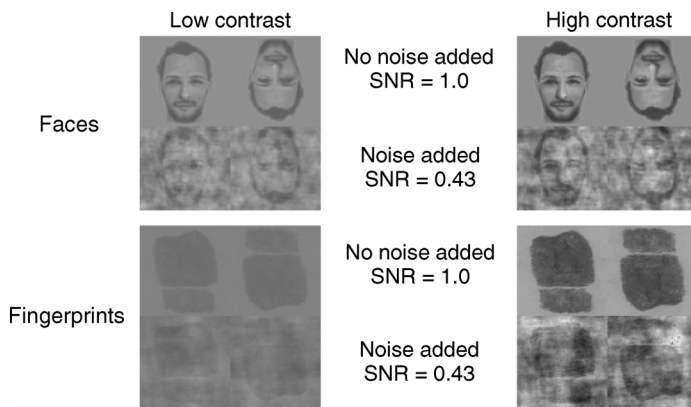 Low contrast
High contrast
Faces
No noise added
SNR = 1.0
Noise added
SNR = 0.43
Fingerprints
No noise added
SNR = 1.0
Noise added
SNR = 0.43